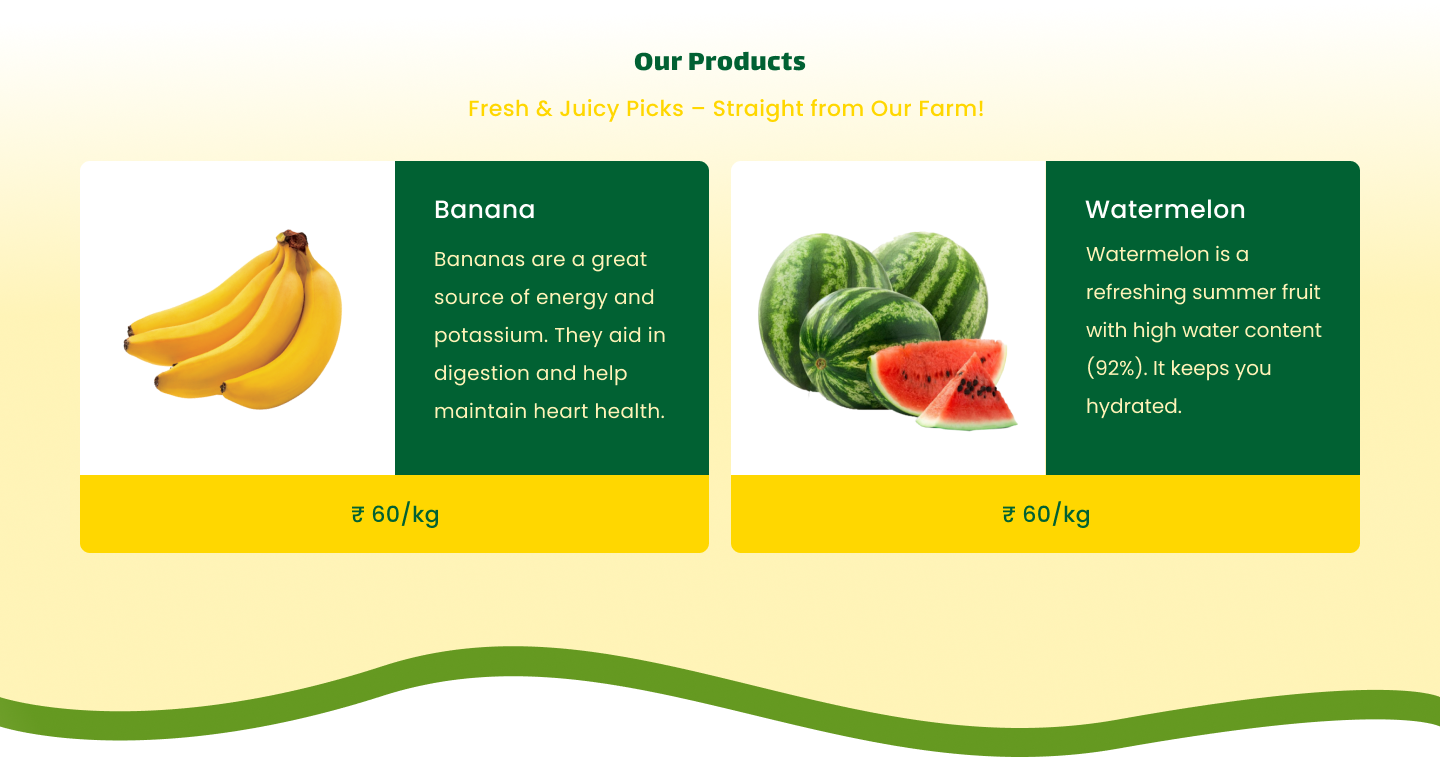 Our Products
Fresh & Juicy Picks – Straight from Our Farm!
Banana
Bananas are a great
source of energy and
potassium. They aid in
digestion and help
maintain heart health.
₹ 60/kg
Watermelon
Watermelon is a
refreshing summer fruit
with high water content
(92%). It keeps you
hydrated.
₹ 60/kg